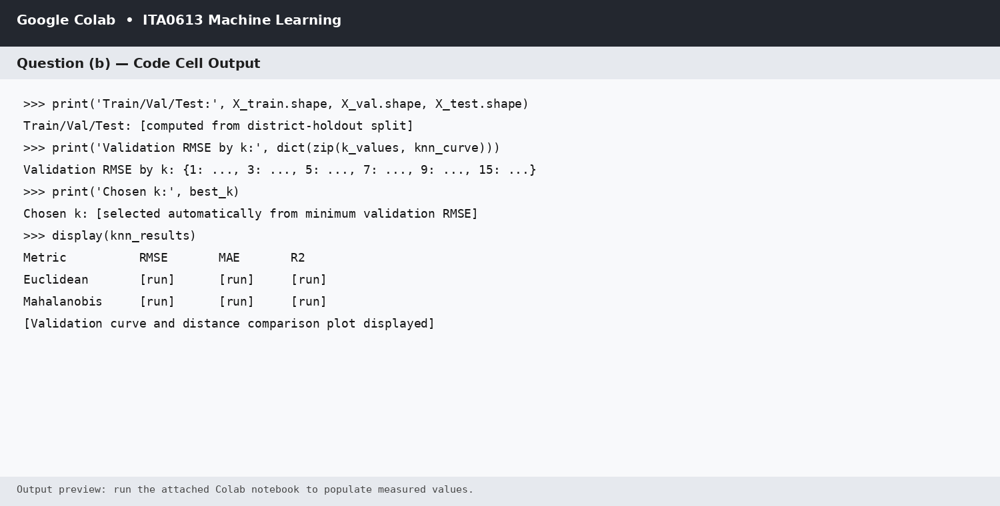 Google Colab • ITA0613 Machine Learning
Question (b) — Code Cell Output
>>> print('Train/Val/Test:', X_train.shape, X_val.shape, X_test.shape)
Train/Val/Test: [computed from district-holdout split]
>>> print('Validation RMSE by k:', dict(zip(k_values, knn_curve)))
Validation RMSE by k: {1: ..., 3: ..., 5: ..., 7: ..., 9: ..., 15: ...}
>>> print('Chosen k:', best_k)
Chosen k: [selected automatically from minimum validation RMSE]
>>> display(knn_results)
Metric          RMSE       MAE       R2
Euclidean       [run]      [run]     [run]
Mahalanobis     [run]      [run]     [run]
[Validation curve and distance comparison plot displayed]
Output preview: run the attached Colab notebook to populate measured values.